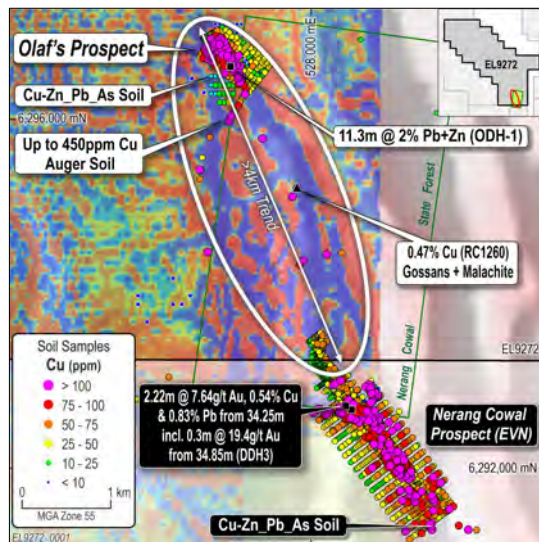 Olaf's Prospect
528,000 mE
EL9272
Cu-Zn_Pb_As Soil
6,296,000 mN
11.3m @ 2% Pb+Zn (ODH-1)
Up to 450ppm Cu
Auger Soil
>4km Trend
State Forest
0.47% Cu (RC1260)
Gossans + Malachite
Nerang Cowal
EL9272
Soil Samples
Cu (ppm)
> 100
75 - 100
50 - 75
25 - 50
10 - 25
< 10
0
1 km
MGA Zone 55
2.22m @ 7.64g/t Au, 0.54% Cu
& 0.83% Pb from 34.25m
incl. 0.3m @ 19.4g/t Au
from 34.85m (DDH3)
Nerang Cowal
Prospect (EVN)
6,292,000 mN
Cu-Zn_Pb_As Soil
EL9272-0001